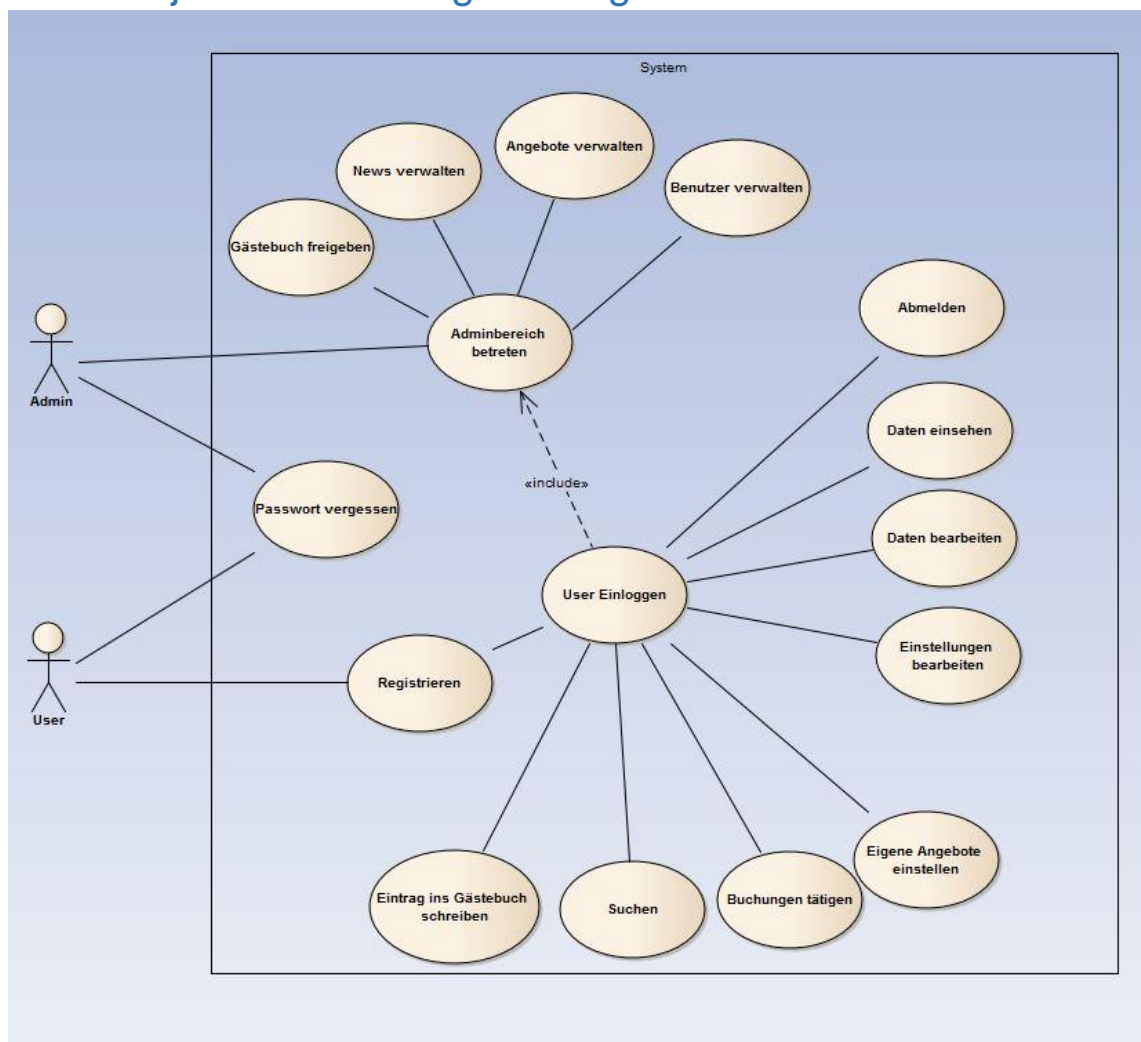 System
Angebote verwalten
News verwalten
Benutzer verwalten
Gästebuch freigeben
Abmelden
Adminbereich
betreten
Admin
Daten einsehen
«include»
Passwort vergessen
Daten bearbeiten
User Einloggen
Einstellungen
bearbeiten
Registrieren
User
Eigene Angebote
einstellen
Eintrag ins Gästebuch
schreiben
Suchen
Buchungen tätigen